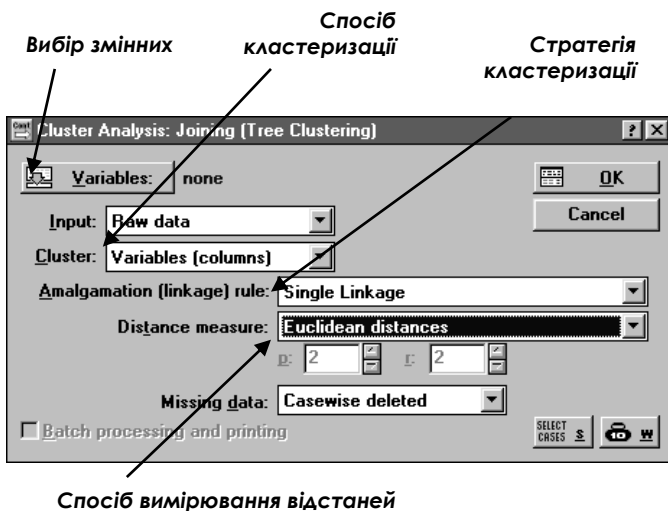 Спосіб
Вибір змінних
кластеризації
Стратегія
кластеризації
Cluster Analysis: Joining (Tree Clustering)
Variables: none
OK
Input: Raw data
Cancel
Cluster: Variables (columns)
Amalgamation (linkage) rule: Single Linkage
Distance measure: Euclidean distances
p: 2 r: 2
Missing data: Casewise deleted
Batch processing and printing
SELECT
CASES S W
Спосіб вимірювання відстаней